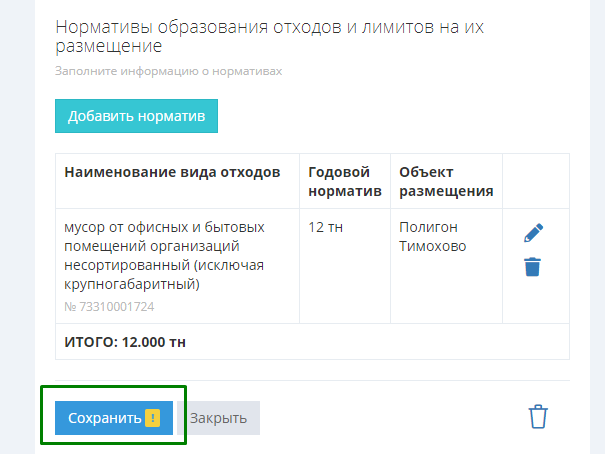 Нормативы образования отходов и лимитов на их
размещение
Заполните информацию о нормативах
Добавить норматив
Наименование вида отходов
Годовой
норматив
Объект
размещения
мусор от офисных и бытовых
помещений организаций
несортированный (исключая
крупногабаритный)
№ 73310001724
12 тн
Полигон
Тимохово
ИТОГО: 12.000 тн
Сохранить !
Закрыть